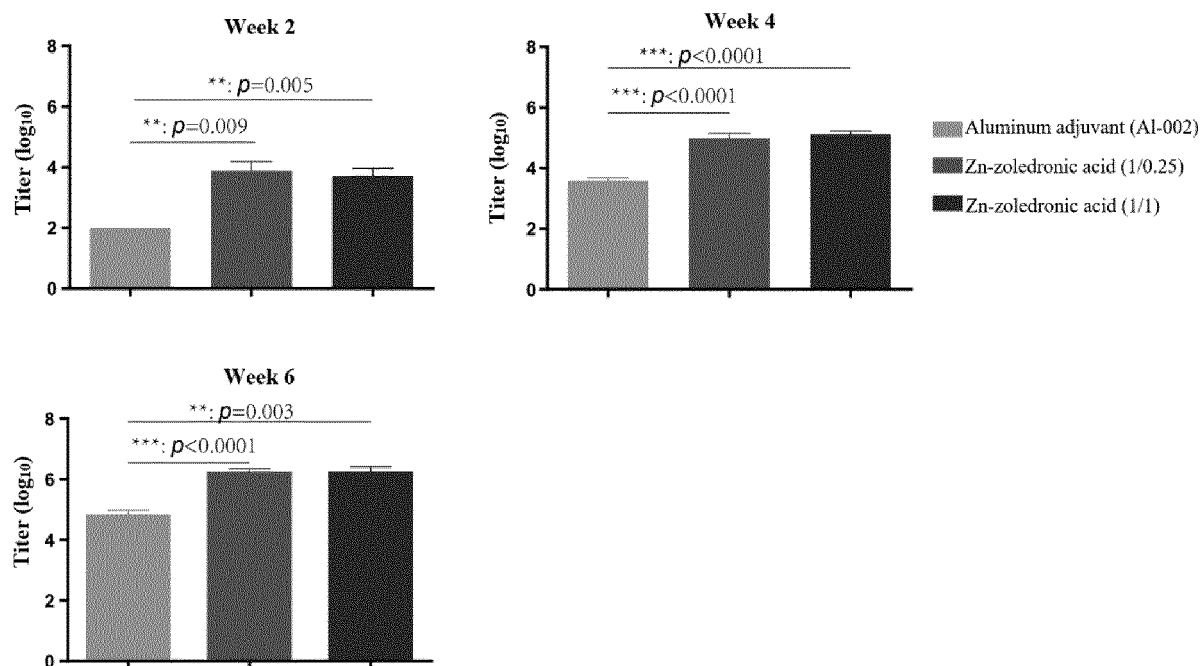 Week 2
Titer (log10)
8
6
4
2
0
**: p=0.005
**: p=0.009
Week 4
Titer (log10)
8
6
4
2
0
***: p<0.0001
***: p<0.0001
Aluminum adjuvant (Al-002)
Zn-zoledronic acid (1/0.25)
Zn-zoledronic acid (1/1)
Week 6
Titer (log10)
8
6
4
2
0
**: p=0.003
***: p<0.0001